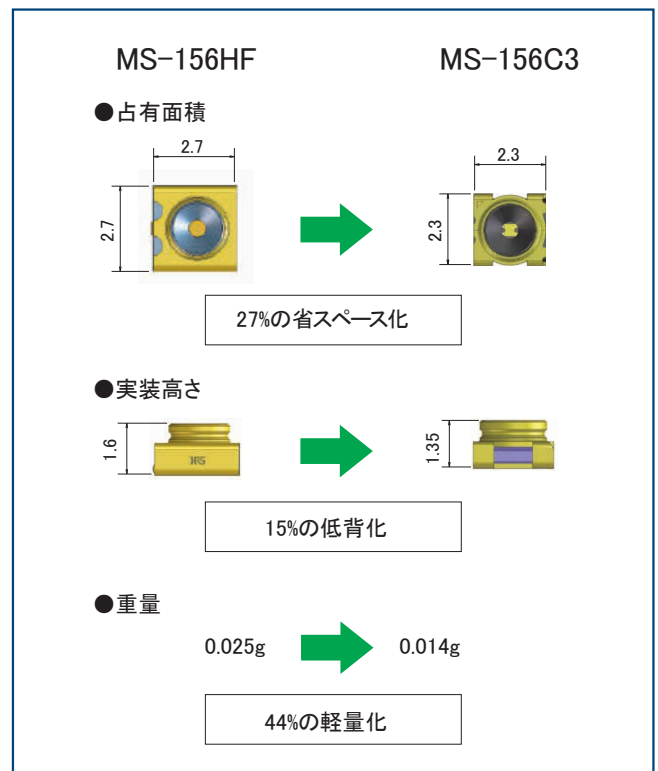 MS-156HF
MS-156C3
●占有面積
2.7
2.7
2.3
2.3
27%の省スペース化
●実装高さ
1.6
HRS
1.35
15%の低背化
●重量
0.025g
0.014g
44%の軽量化